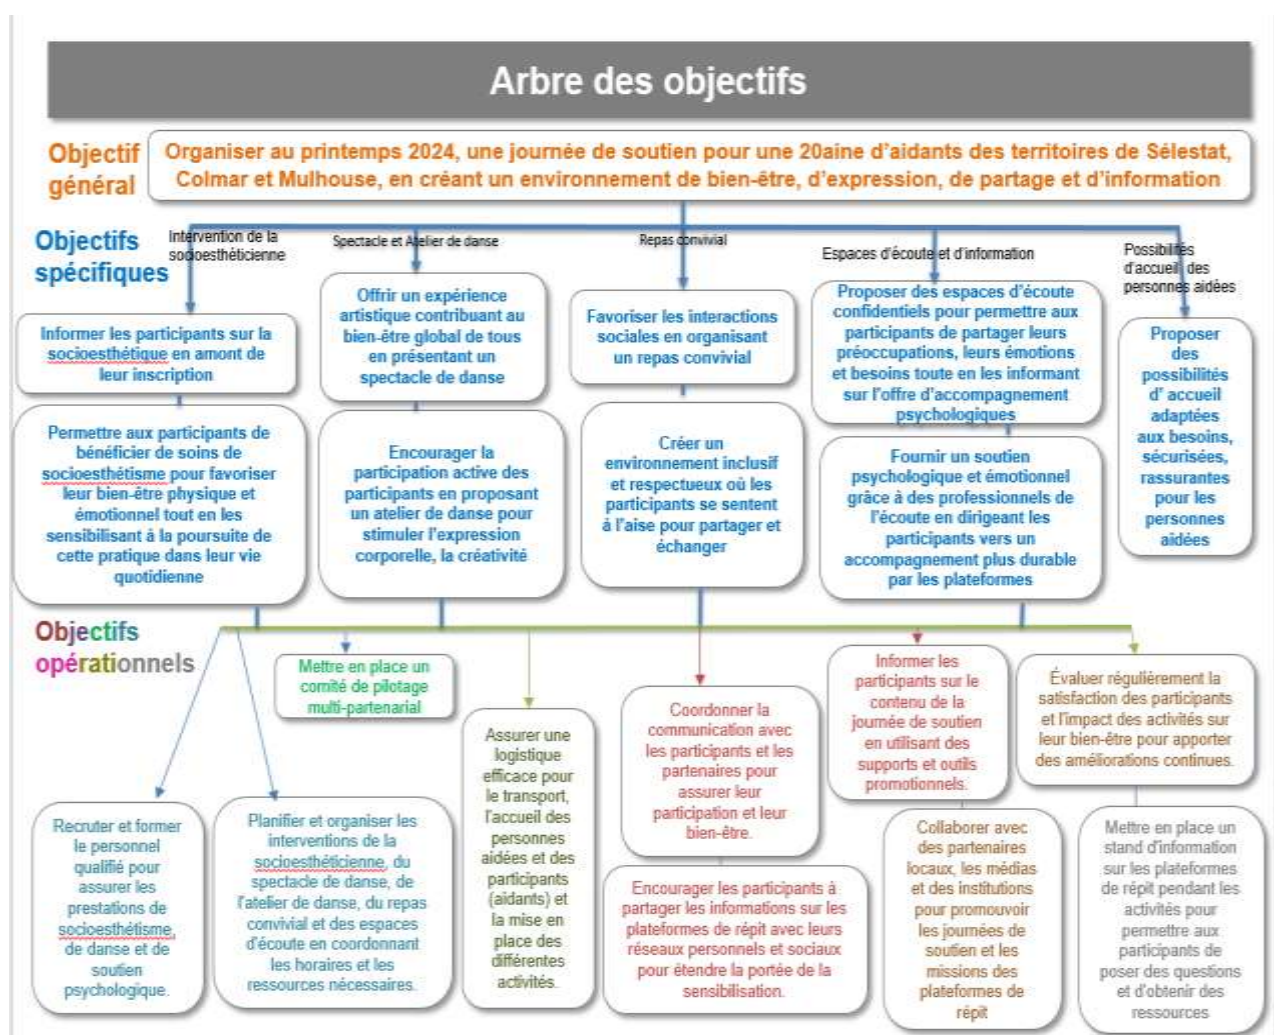 Arbre des objectifs
Objectif
général
Organiser au printemps 2024, une journée de soutien pour une 20aine d'aidants des territoires de Sélestat,
Colmar et Mulhouse, en créant un environnement de bien-être, d'expression, de partage et d'information
Objectifs
spécifiques
Intervention de la
socioesthéticienne
Spectacle et Atelier de danse
Repas convivial
Espaces d'écoute et d'information
Possibilités
d'accueil des
personnes aidées
Informer les participants sur la
socioesthétique en amont de
leur inscription
Offrir un expérience
artistique contribuant au
bien-être global de tous
en présentant un
spectacle de danse
Favoriser les interactions
sociales en organisant
un repas convivial
Proposer des espaces d'écoute
confidentiels pour permettre aux
participants de partager leurs
préoccupations, leurs émotions
et besoins toute en les informant
sur l'offre d'accompagnement
psychologiques
Proposer
des
possibilités
d' accueil
adaptées
aux besoins,
sécurisées,
rassurantes
pour les
personnes
aidées
Permettre aux participants de
bénéficier de soins de
socioesthétisme pour favoriser
leur bien-être physique et
émotionnel tout en les
sensibilisant à la poursuite de
cette pratique dans leur vie
quotidienne
Encourager la
participation active des
participants en proposant
un atelier de danse pour
stimuler l'expression
corporelle, la créativité
Créer un
environnement inclusif
et respectueux où les
participants se sentent
à l'aise pour partager et
échanger
Fournir un soutien
psychologique et émotionnel
grâce à des professionnels de
l'écoute en dirigeant les
participants vers un
accompagnement plus durable
par les plateformes
Objectifs
opérationnels
Mettre en place un
comité de pilotage
multi-partenarial
Recruter et former
le personnel
qualifié pour
assurer les
prestations de
socioesthétisme,
de danse et de
soutien
psychologique.
Planifier et organiser les
interventions de la
socioesthéticienne, du
spectacle de danse, de
l'atelier de danse, du repas
convivial et des espaces
d'écoute en coordonnant
les horaires et les
ressources nécessaires.
Assurer une
logistique
efficace pour
le transport,
l'accueil des
personnes
aidées et des
participants
(aidants) et
la mise en
place des
différentes
activités.
Coordonner la
communication avec
les participants et les
partenaires pour
assurer leur
participation et leur
bien-être.
Encourager les participants à
partager les informations sur les
plateformes de répit avec leurs
réseaux personnels et sociaux
pour étendre la portée de la
sensibilisation.
Informer les
participants sur le
contenu de la
journée de soutien
en utilisant des
supports et outils
promotionnels.
Collaborer avec
des partenaires
locaux, les médias
et des institutions
pour promouvoir
les journées de
soutien et les
missions des
plateformes de
répit
Évaluer régulièrement la
satisfaction des participants
et l'impact des activités sur
leur bien-être pour apporter
des améliorations continues.
Mettre en place un
stand d'information
sur les plateformes
de répit pendant les
activités pour
permettre aux
participants de
poser des questions
et d'obtenir des
ressources